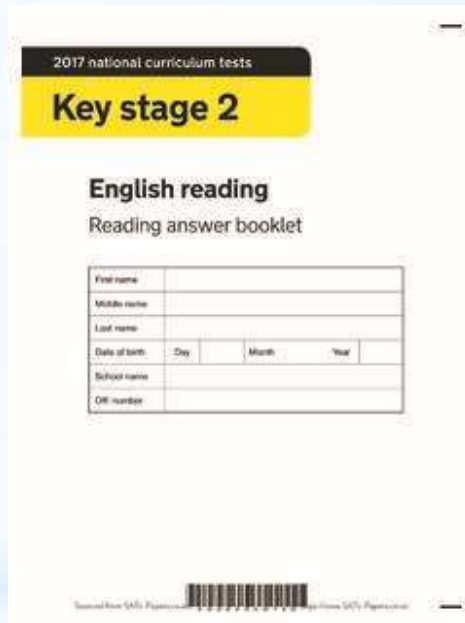 2017 national curriculum tests
Key stage 2
English reading
Reading answer booklet
First name
Middle name
Last name
Date of birth Day Month Year
School name
DfE number